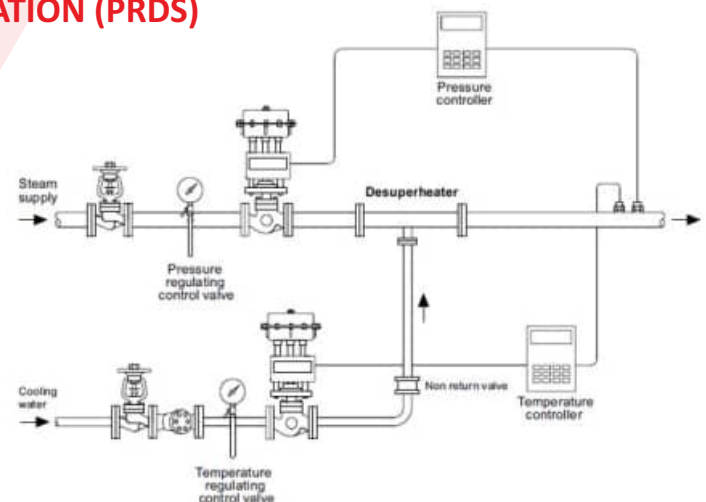 ATION (PRDS)
Pressure
controller
Steam
supply
Desuperheater
Pressure
regulating
control valve
Cooling
water
Non return valve
Temperature
controller
Temperature
regulating
control valve